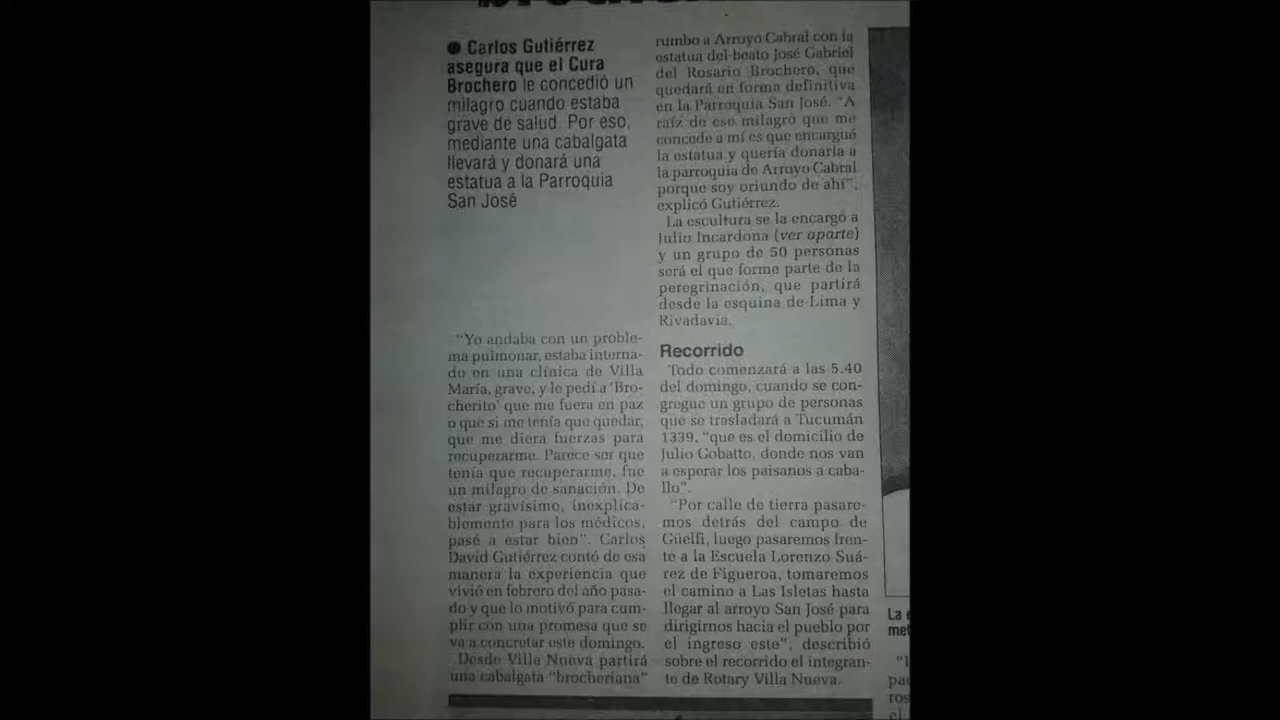 ● Carlos Gutiérrez
asegura que el Cura
Brochero le concedió un
milagro cuando estaba
grave de salud. Por eso,
mediante una cabalgata
llevará y donará una
estatua a la Parroquia
San José
"Yo andaba con un proble-
ma pulmonar, estaba interna-
do en una clínica de Villa
María, grave, y le pedí a 'Bro-
cherito' que me fuera en paz
o que si me tenía que quedar,
que me diera fuerzas para
recuperarme. Parece ser que
tenía que recuperarme, fue
un milagro de sanación. De
estar gravísimo, inexplica-
blemente para los médicos,
pasé a estar bien". Carlos
David Gutiérrez contó de esa
manera la experiencia que
vivió en febrero del año pasa-
do y que lo motivó para cum-
plir con una promesa que se
va a concretar este domingo.
Desde Villa Nueva partirá
una cabalgata "brocheriana"
rumbo a Arroyo Cabral con la
estatua del beato José Gabriel
del Rosario Brochero, que
quedará en forma definitiva
en la Parroquia San José. "A
raíz de ese milagro que me
concede a mí es que encargué
la estatua y quería donarla a
la parroquia de Arroyo Cabral
porque soy oriundo de ahí",
explicó Gutiérrez.
La escultura se la encargó a
Julio Incardona (ver aparte)
y un grupo de 50 personas
será el que forme parte de la
peregrinación, que partirá
desde la esquina de Lima y
Rivadavia.
Recorrido
Todo comenzará a las 5.40
del domingo, cuando se con-
gregue un grupo de personas
que se trasladará a Tucumán
1339, "que es el domicilio de
Julio Gobatto, donde nos van
a esperar los paisanos a caba-
llo".
"Por calle de tierra pasare-
mos detrás del campo de
Güelfi, luego pasaremos fren-
te a la Escuela Lorenzo Suá-
rez de Figueroa, tomaremos
el camino a Las Isletas hasta
llegar al arroyo San José para
dirigirnos hacia el pueblo por
el ingreso este", describió
sobre el recorrido el integran-
te de Rotary Villa Nueva.
La